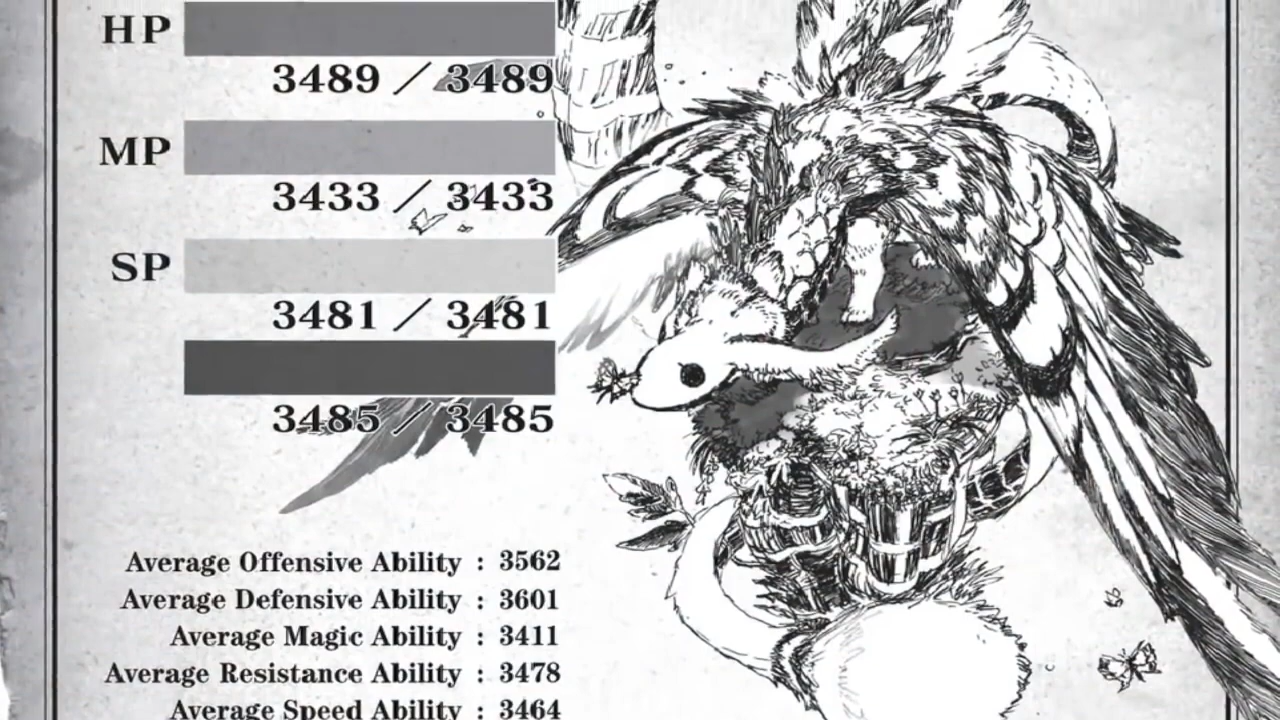 HP
3489 / 3489
MP
3433 / 3433
SP
3481 / 3481
3485 / 3485
Average Offensive Ability : 3562
Average Defensive Ability : 3601
Average Magic Ability : 3411
Average Resistance Ability : 3478
Average Speed Ability : 3464